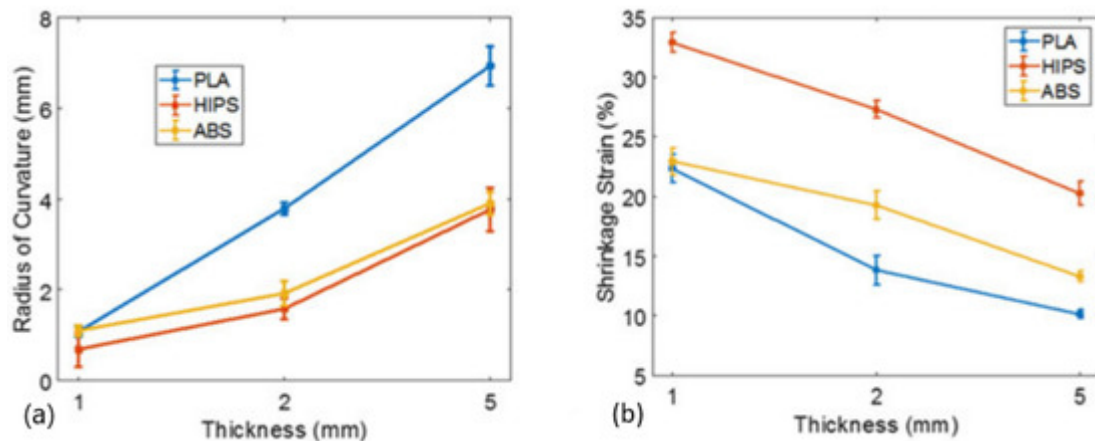 8
6
4
2
0
Radius of Curvature (mm)
PLA
HIPS
ABS
1
2
5
Thickness (mm)
(a)
35
30
25
20
15
10
5
Shrinkage Strain (%)
PLA
HIPS
ABS
1
2
5
Thickness (mm)
(b)